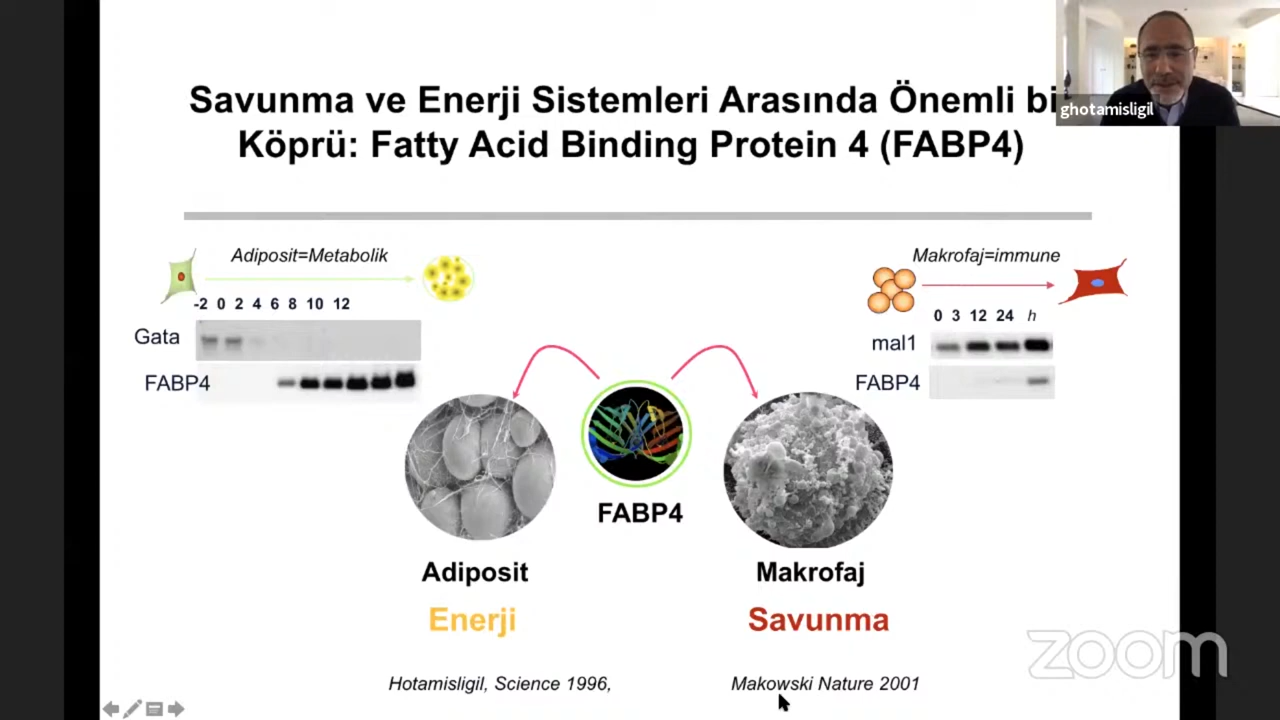 Savunma ve Enerji Sistemleri Arasında Önemli bi
Köprü: Fatty Acid Binding Protein 4 (FABP4)
ghotamisligil
Adiposit=Metabolik
-2 0 2 4 6 8 10 12
Gata
FABP4
Makrofaj=immune
0 3 12 24 h
mal1
FABP4
FABP4
Adiposit
Enerji
Makrofaj
Savunma
Hotamisligil, Science 1996,
Makowski Nature 2001
zoom